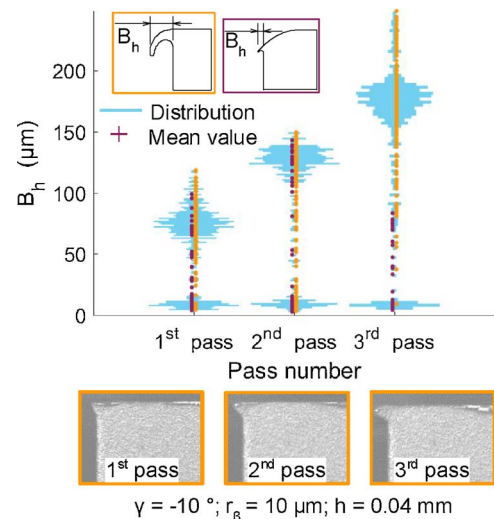 B_h
B_h
Distribution
Mean value
B_h (µm)
200
150
100
50
0
1st pass 2nd pass 3rd pass
Pass number
1st pass 2nd pass 3rd pass
γ = -10 °; r_β = 10 µm; h = 0.04 mm